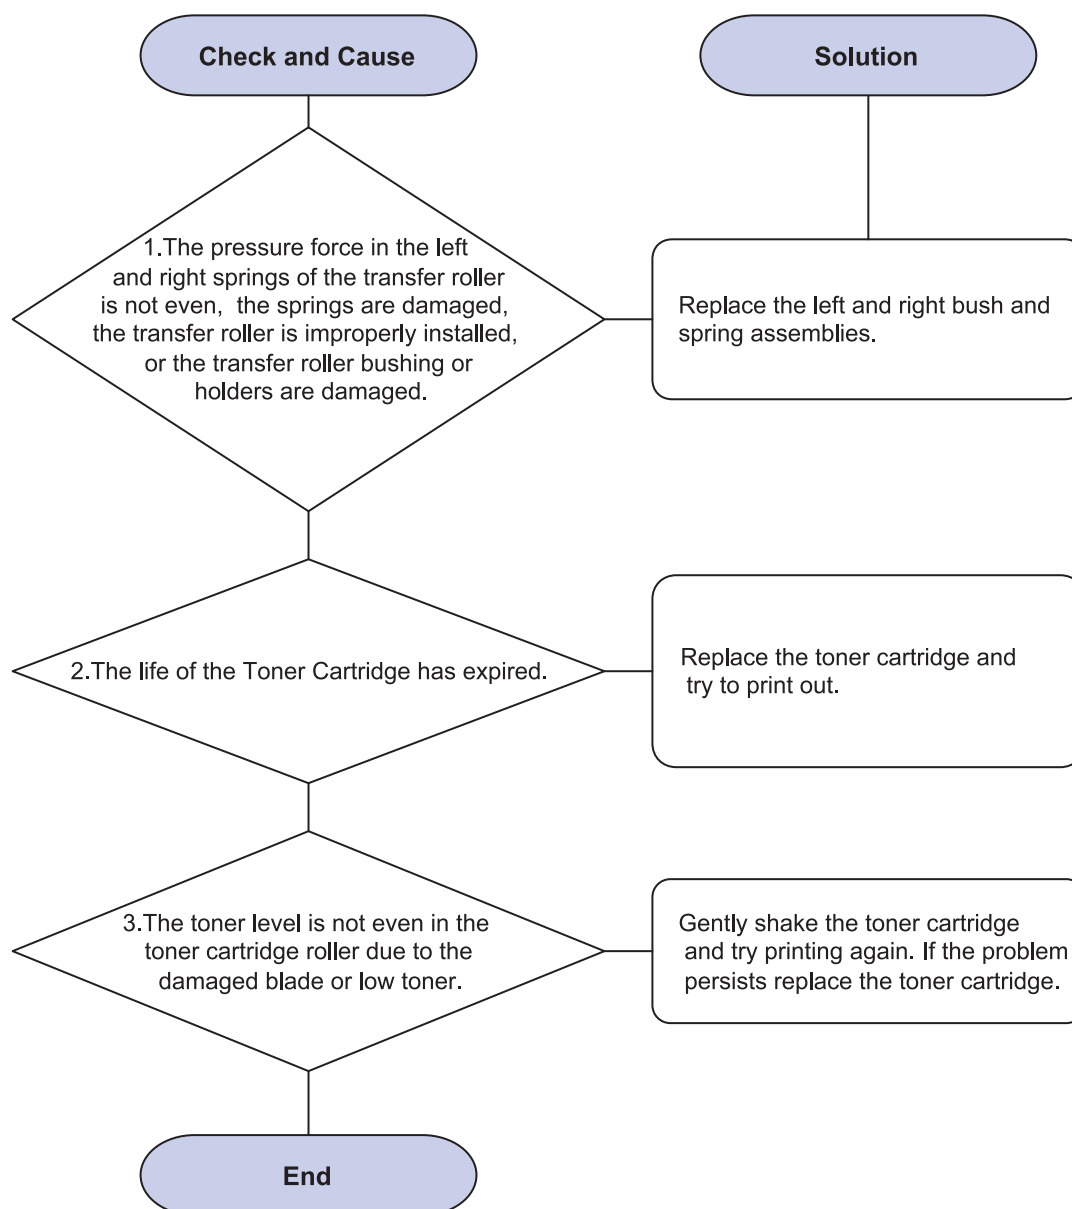 Check and Cause
Solution
1.The pressure force in the left
and right springs of the transfer roller
is not even, the springs are damaged,
the transfer roller is improperly installed,
or the transfer roller bushing or
holders are damaged.
Replace the left and right bush and
spring assemblies.
2.The life of the Toner Cartridge has expired.
Replace the toner cartridge and
try to print out.
3.The toner level is not even in the
toner cartridge roller due to the
damaged blade or low toner.
Gently shake the toner cartridge
and try printing again. If the problem
persists replace the toner cartridge.
End